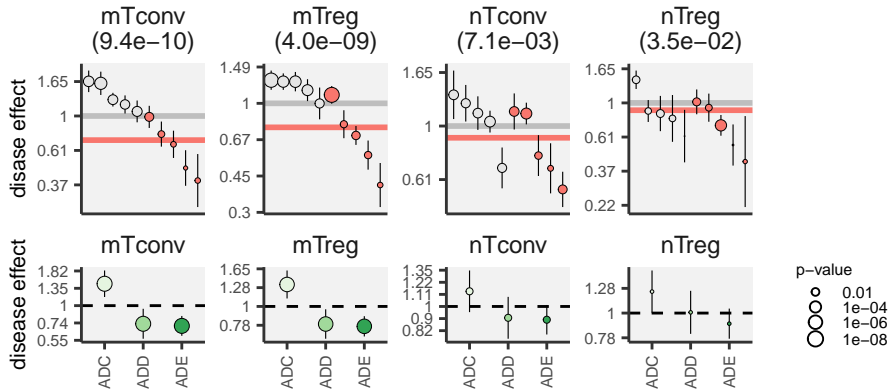 mTconv
(9.4e−10)
mTreg
(4.0e−09)
nTconv
(7.1e−03)
nTreg
(3.5e−02)
disase effect
1.65
1
0.61
0.37
1.49
1
0.67
0.45
0.3
1
0.61
1.65
1
0.61
0.37
0.22
mTconv
mTreg
nTconv
nTreg
disease effect
1.82
1.35
1
0.74
0.55
1.65
1.28
1
0.78
1.35
1.22
1.11
1
0.9
0.82
1.28
1
0.78
ADC
ADD
ADE
ADC
ADD
ADE
ADC
ADD
ADE
ADC
ADD
ADE
p−value
0.01
1e−04
1e−06
1e−08